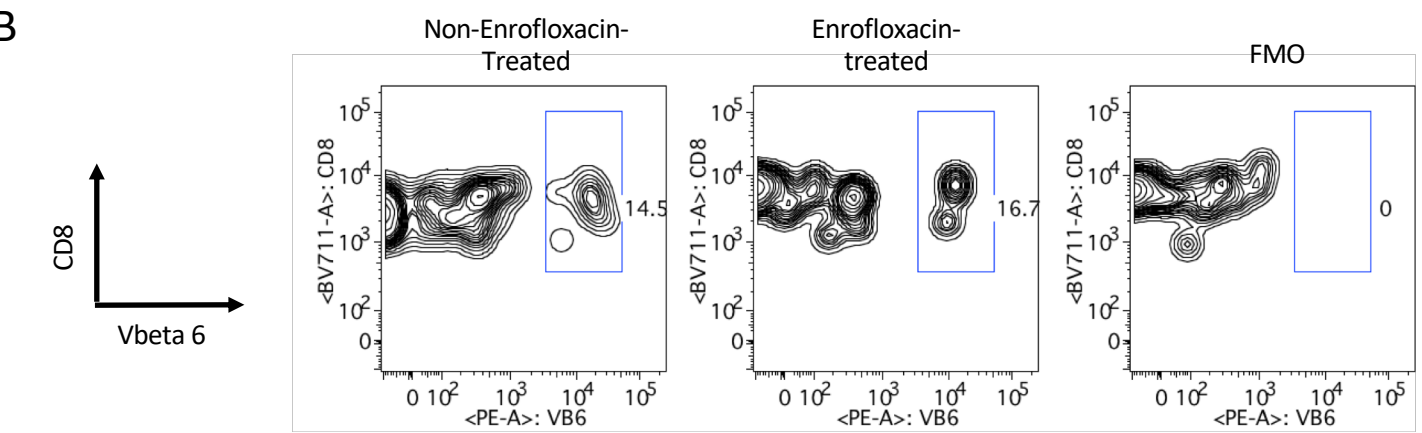 B
Non-Enrofloxacin-
Treated
Enrofloxacin-
treated
FMO
CD8
Vbeta 6
<BV711-A>: CD8
10^5
10^4
10^3
10^2
0
14.5
0 10^2 10^3 10^4 10^5
<PE-A>: VB6
<BV711-A>: CD8
10^5
10^4
10^3
10^2
0
16.7
0 10^2 10^3 10^4 10^5
<PE-A>: VB6
<BV711-A>: CD8
10^5
10^4
10^3
10^2
0
0
0 10^2 10^3 10^4 10^5
<PE-A>: VB6